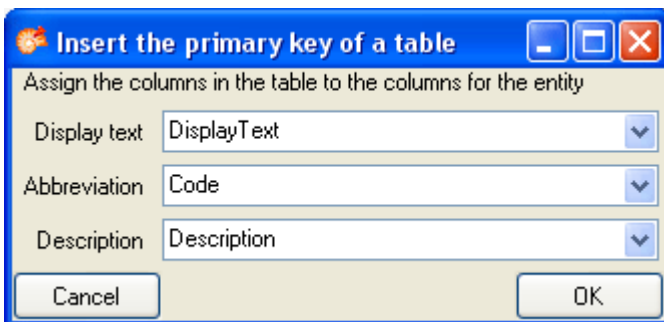 Insert the primary key of a table
Assign the columns in the table to the columns for the entity
Display text DisplayText
Abbreviation Code
Description Description
Cancel OK